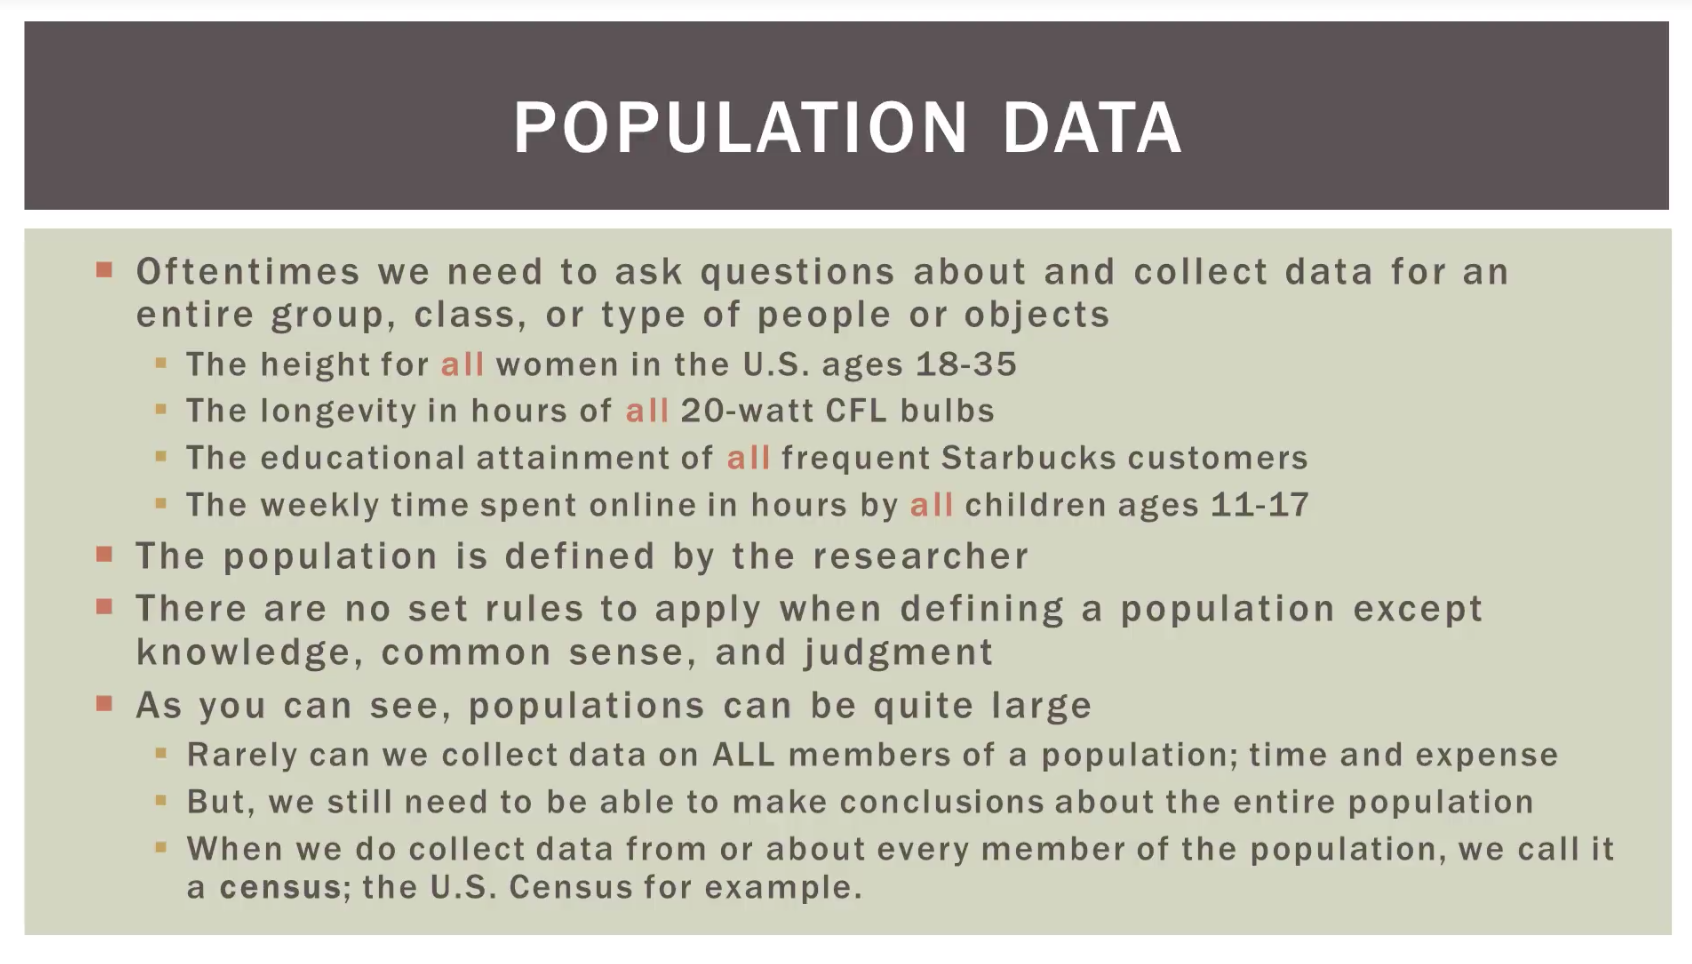 POPULATION DATA
Oftentimes we need to ask questions about and collect data for an
entire group, class, or type of people or objects
The height for all women in the U.S. ages 18-35
The longevity in hours of all 20-watt CFL bulbs
The educational attainment of all frequent Starbucks customers
The weekly time spent online in hours by all children ages 11-17
The population is defined by the researcher
There are no set rules to apply when defining a population except
knowledge, common sense, and judgment
As you can see, populations can be quite large
Rarely can we collect data on ALL members of a population; time and expense
But, we still need to be able to make conclusions about the entire population
When we do collect data from or about every member of the population, we call it
a census; the U.S. Census for example.